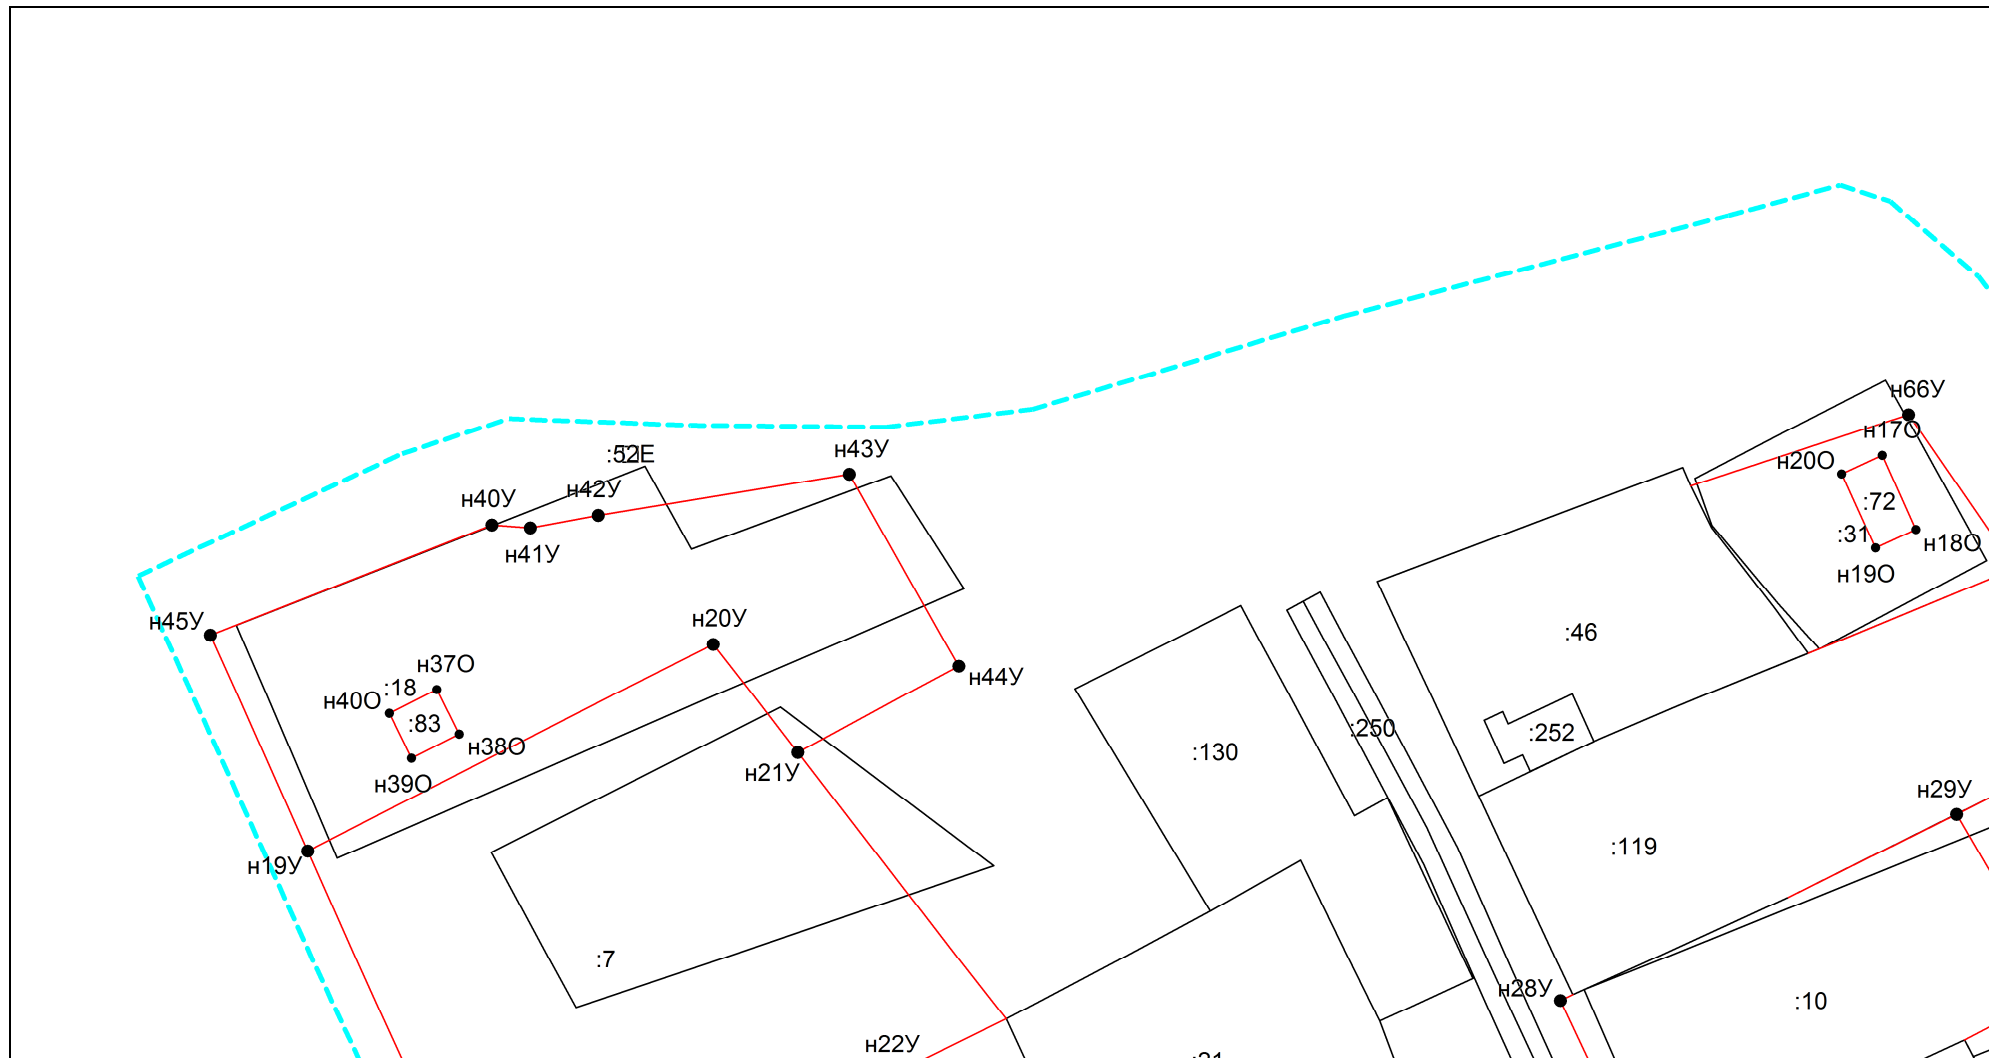 н66У
н17О
н43У
:52Е
н20О
н42У
н40У
:72
:31
н18О
н41У
н19О
н45У
н20У
:46
н37О
н44У
:18
н40О
:83
:250
:252
н38О
:130
н21У
н39О
н29У
:119
н19У
:7
н28У
:10
н22У